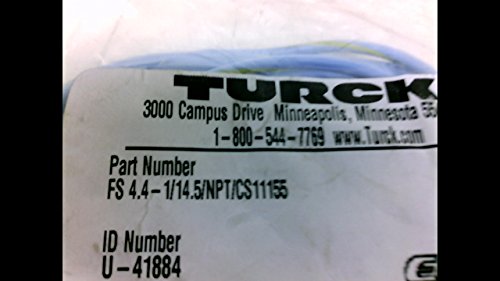 TURCK
3000 Campus Drive Minneapolis, Minnesota
1-800-544-7769 www.Turck.com
Part Number
FS 4.4-1/14.5/NPT/CS11155
ID Number
U-41884